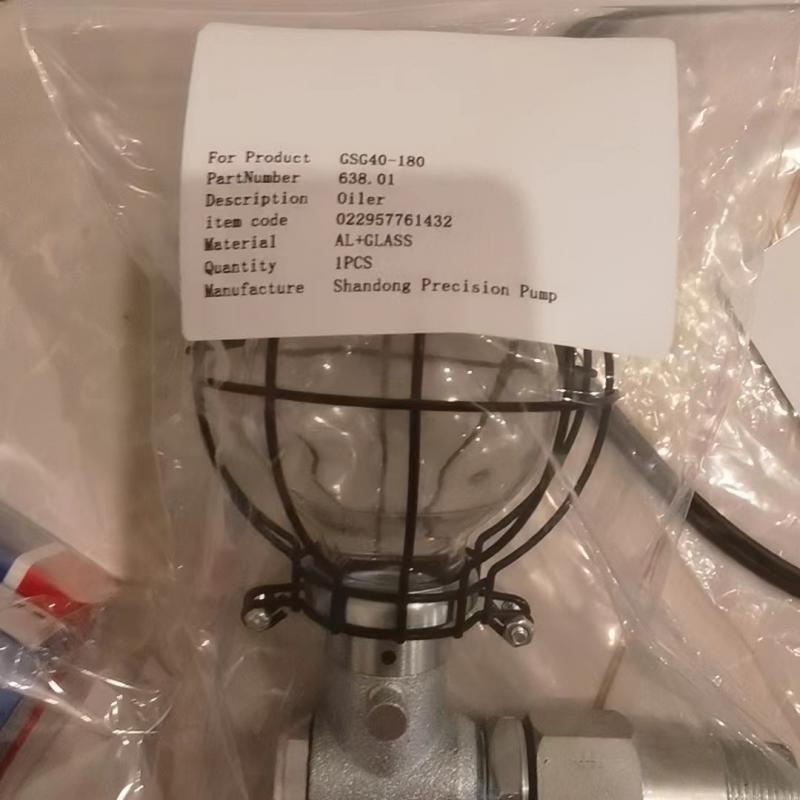 For Product GSG40-180
PartNumber 638.01
Description Oiler
item code 022957761432
Material AL+GLASS
Quantity 1PCS
Manufacture Shandong Precision Pump